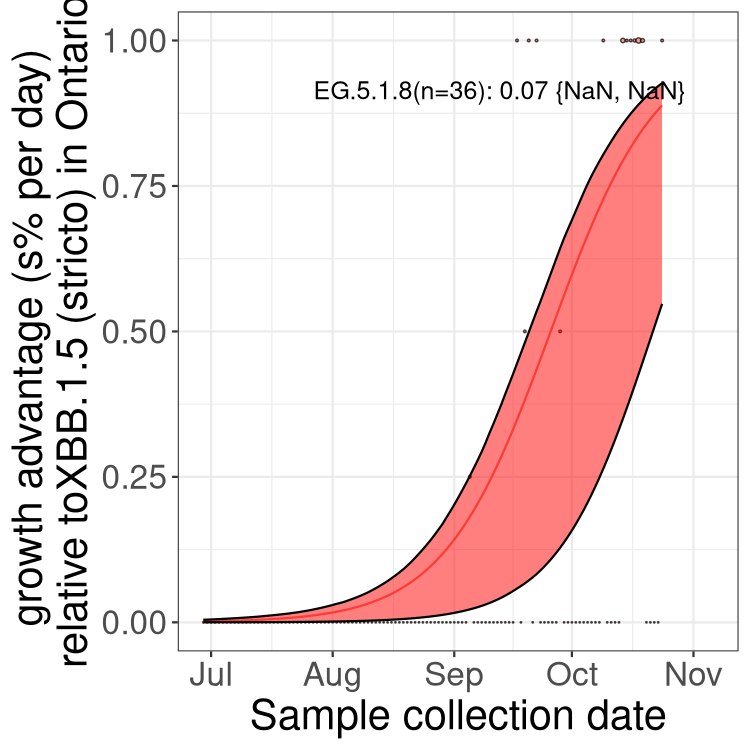 growth advantage (s% per day)
relative toXBB.1.5 (stricto) in Ontario
1.00
0.75
0.50
0.25
0.00
EG.5.1.8(n=36): 0.07 {NaN, NaN}
Jul
Aug
Sep
Oct
Nov
Sample collection date